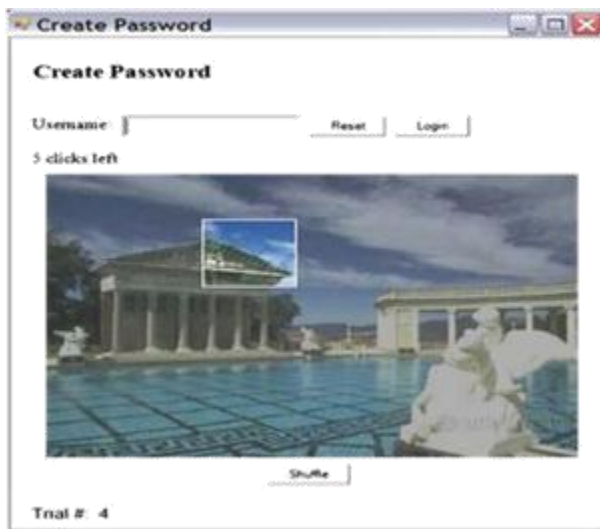 Create Password
Create Password
Username: Reset Login
5 clicks left
Shuffle
Trial #: 4